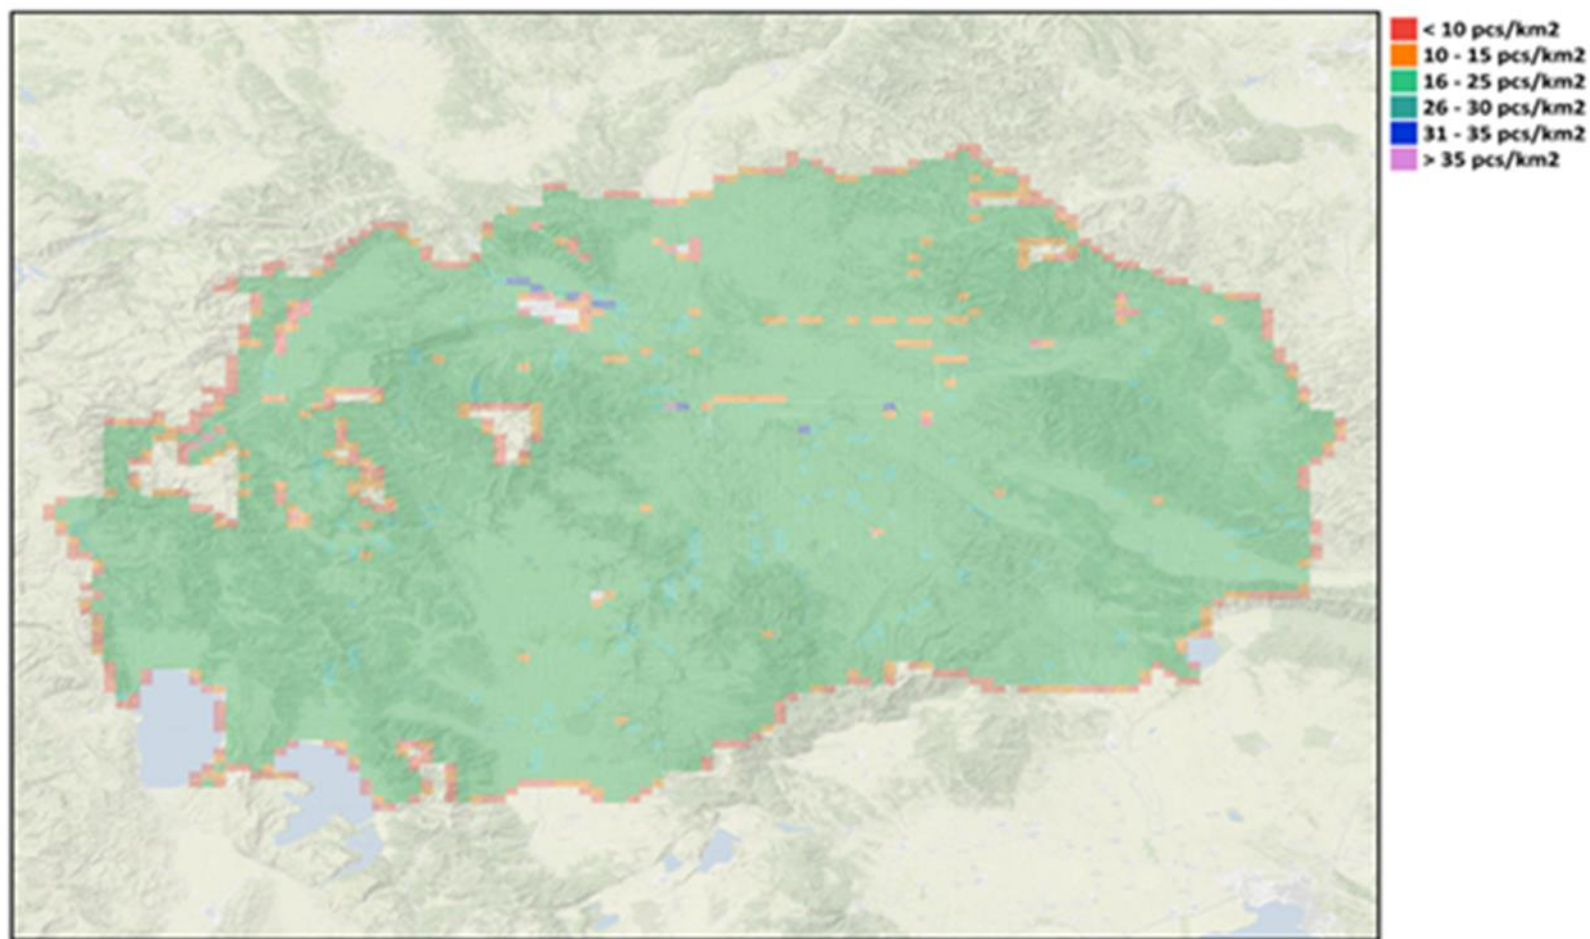 < 10 pcs/km2
10 - 15 pcs/km2
16 - 25 pcs/km2
26 - 30 pcs/km2
31 - 35 pcs/km2
> 35 pcs/km2